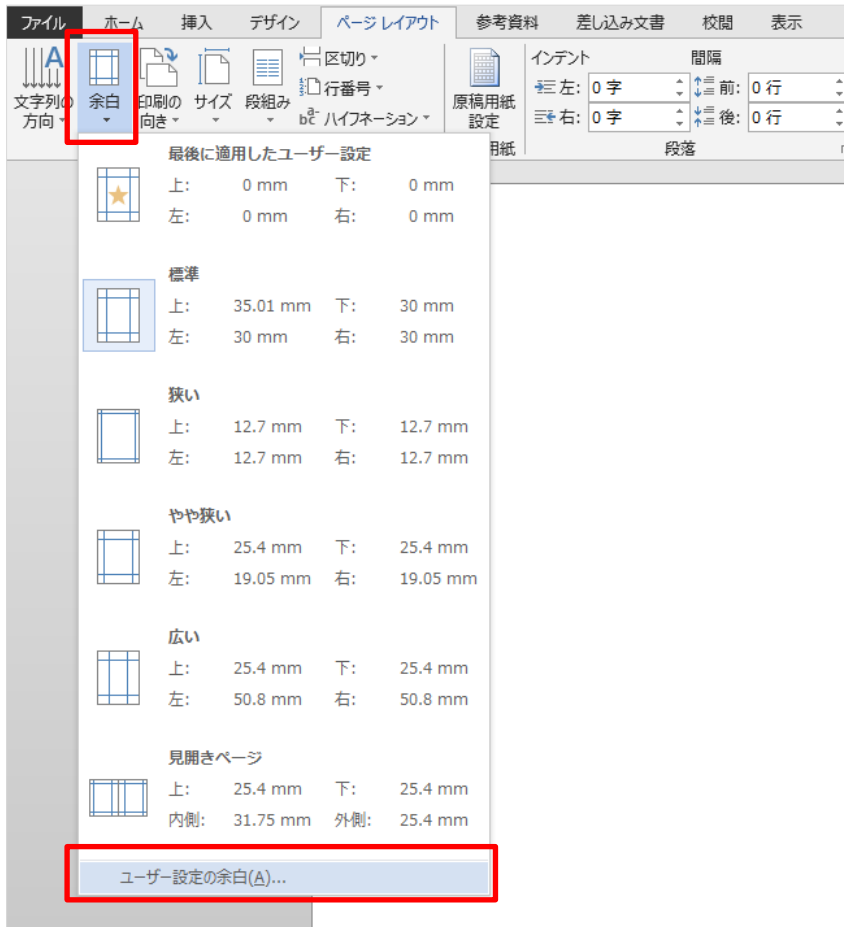 ファイル ホーム 挿入 デザイン ページ レイアウト 参考資料 差し込み文書 校閲 表示
文字列の方向
余白
印刷の向き
サイズ
段組み
区切り
行番号
ハイフネーション
原稿用紙設定
用紙
インデント 間隔
左: 0 字 前: 0 行
右: 0 字 後: 0 行
段落
最後に適用したユーザー設定
上: 0 mm 下: 0 mm
左: 0 mm 右: 0 mm
標準
上: 35.01 mm 下: 30 mm
左: 30 mm 右: 30 mm
狭い
上: 12.7 mm 下: 12.7 mm
左: 12.7 mm 右: 12.7 mm
やや狭い
上: 25.4 mm 下: 25.4 mm
左: 19.05 mm 右: 19.05 mm
広い
上: 25.4 mm 下: 25.4 mm
左: 50.8 mm 右: 50.8 mm
見開きページ
上: 25.4 mm 下: 25.4 mm
内側: 31.75 mm 外側: 25.4 mm
ユーザー設定の余白(A)...